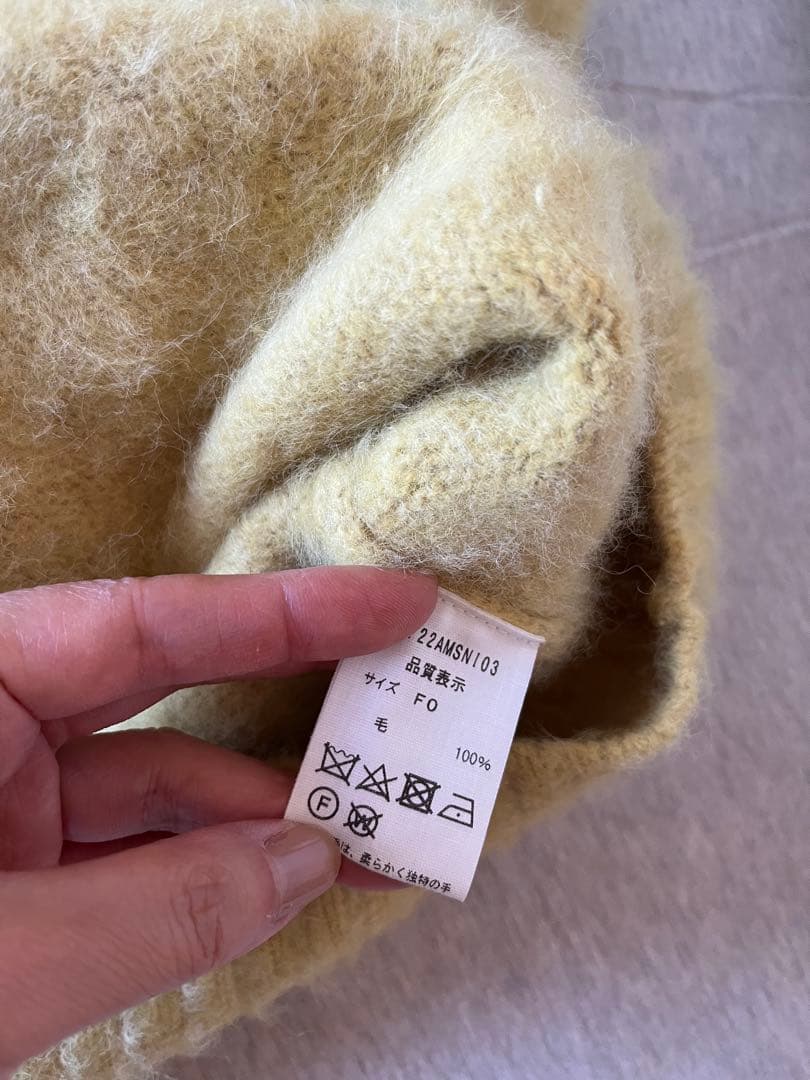 22AMSNI03
品質表示
サイズ F0
毛 100%
F W
は、柔らかく独特の手